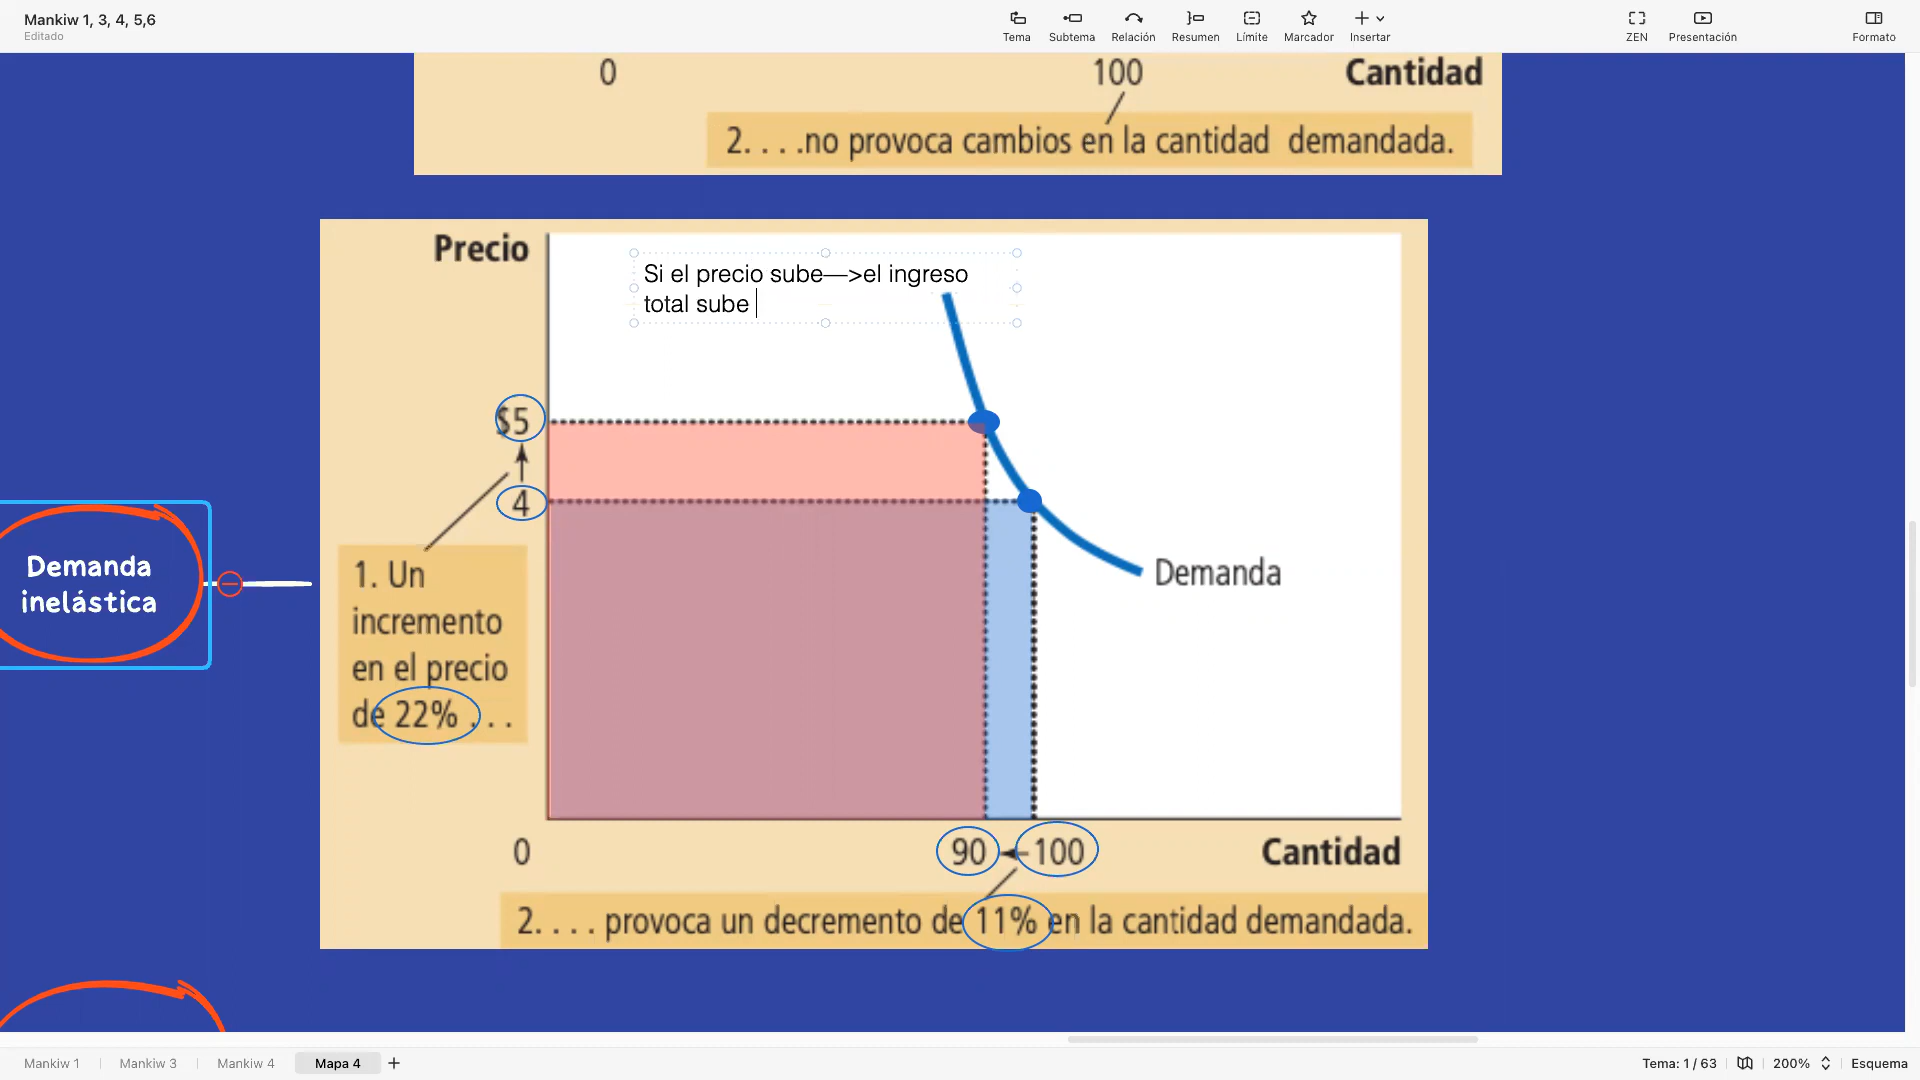 Mankiw 1, 3, 4, 5,6
Editado
Tema
Subtema
Relación
Resumen
Límite
Marcador
Insertar
ZEN
Presentación
Formato
0 100 Cantidad
2. . . .no provoca cambios en la cantidad demandada.
Precio
Si el precio sube—>el ingreso
total sube
$5
4
Demanda
inelástica
Demanda
1. Un
incremento
en el precio
de 22% . . .
0 90 100 Cantidad
2. . . . provoca un decremento de 11% en la cantidad demandada.
Mankiw 1
Mankiw 3
Mankiw 4
Mapa 4
Tema: 1 / 63
200%
Esquema